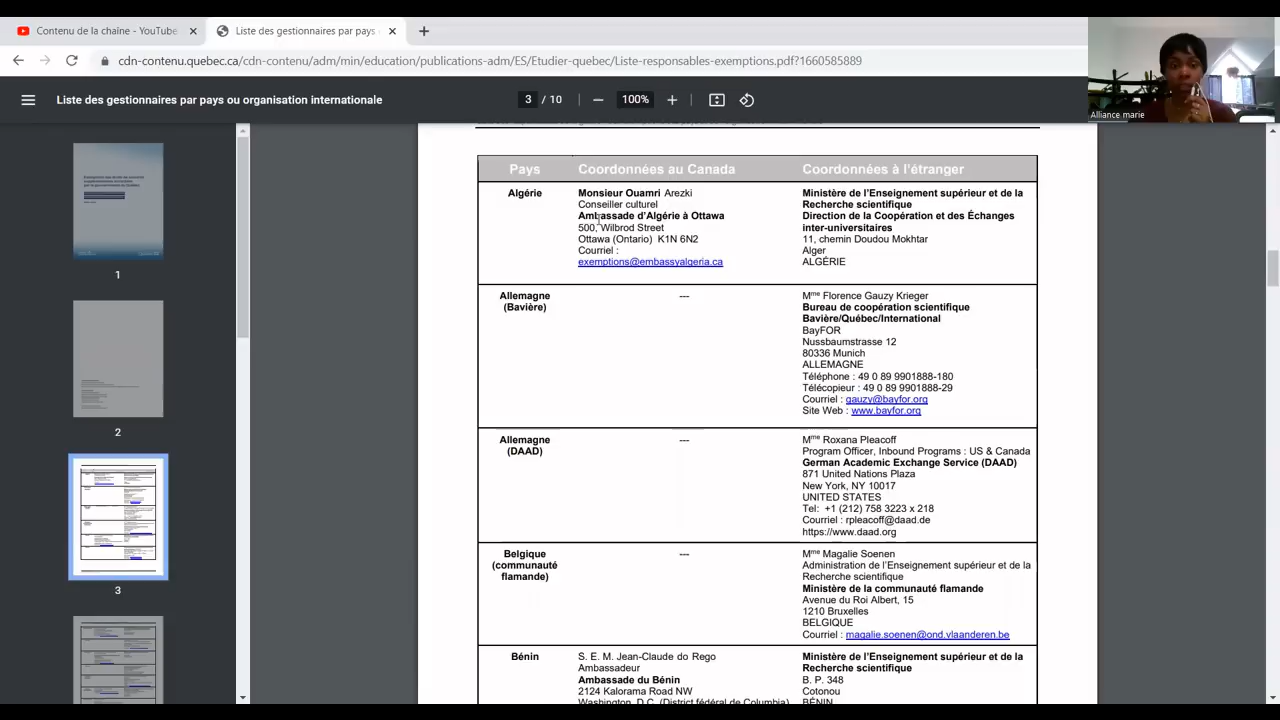 Contenu de la chaîne - YouTube
Liste des gestionnaires par pays
cdn-contenu.quebec.ca/cdn-contenu/adm/min/education/publications-adm/ES/Etudier-quebec/Liste-responsables-exemptions.pdf?1660585889
Liste des gestionnaires par pays ou organisation internationale
3 / 10
100%
Alliance marie
1
2
3
Pays
Coordonnées au Canada
Coordonnées à l'étranger
Algérie
Monsieur Ouamri Arezki
Conseiller culturel
Ambassade d'Algérie à Ottawa
500, Wilbrod Street
Ottawa (Ontario) K1N 6N2
Courriel :
exemptions@embassyalgeria.ca
Ministère de l'Enseignement supérieur et de la
Recherche scientifique
Direction de la Coopération et des Échanges
inter-universitaires
11, chemin Doudou Mokhtar
Alger
ALGÉRIE
Allemagne
(Bavière)
---
Mme Florence Gauzy Krieger
Bureau de coopération scientifique
Bavière/Québec/International
BayFOR
Nussbaumstrasse 12
80336 Munich
ALLEMAGNE
Téléphone : 49 0 89 9901888-180
Télécopieur : 49 0 89 9901888-29
Courriel : gauzy@bayfor.org
Site Web : www.bayfor.org
Allemagne
(DAAD)
---
Mme Roxana Pleacoff
Program Officer, Inbound Programs : US & Canada
German Academic Exchange Service (DAAD)
871 United Nations Plaza
New York, NY 10017
UNITED STATES
Tel: +1 (212) 758 3223 x 218
Courriel : rpleacoff@daad.de
https://www.daad.org
Belgique
(communauté
flamande)
---
Mme Magalie Soenen
Administration de l'Enseignement supérieur et de la
Recherche scientifique
Ministère de la communauté flamande
Avenue du Roi Albert, 15
1210 Bruxelles
BELGIQUE
Courriel : magalie.soenen@ond.vlaanderen.be
Bénin
S. E. M. Jean-Claude do Rego
Ambassadeur
Ambassade du Bénin
2124 Kalorama Road NW
Washington, D.C. (District fédéral de Columbia)
Ministère de l'Enseignement supérieur et de la
Recherche scientifique
B. P. 348
Cotonou
BÉNIN